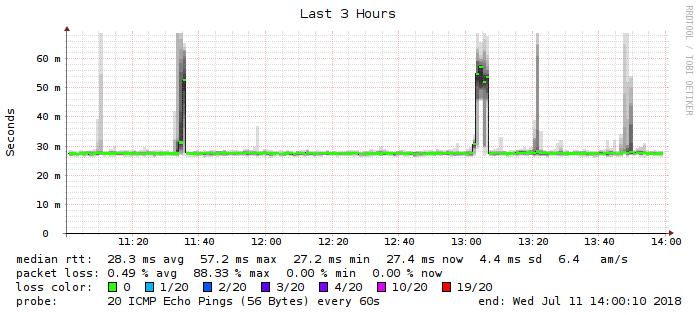 Last 3 Hours
RRDTOOL / TOBI OETIKER
Seconds
60 m
50 m
40 m
30 m
20 m
10 m
0
11:20 11:40 12:00 12:20 12:40 13:00 13:20 13:40 14:00
median rtt: 28.3 ms avg 57.2 ms max 27.2 ms min 27.4 ms now 4.4 ms sd 6.4 am/s
packet loss: 0.49 % avg 88.33 % max 0.00 % min 0.00 % now
loss color: 0 1/20 2/20 3/20 4/20 10/20 19/20
probe: 20 ICMP Echo Pings (56 Bytes) every 60s end: Wed Jul 11 14:00:10 2018